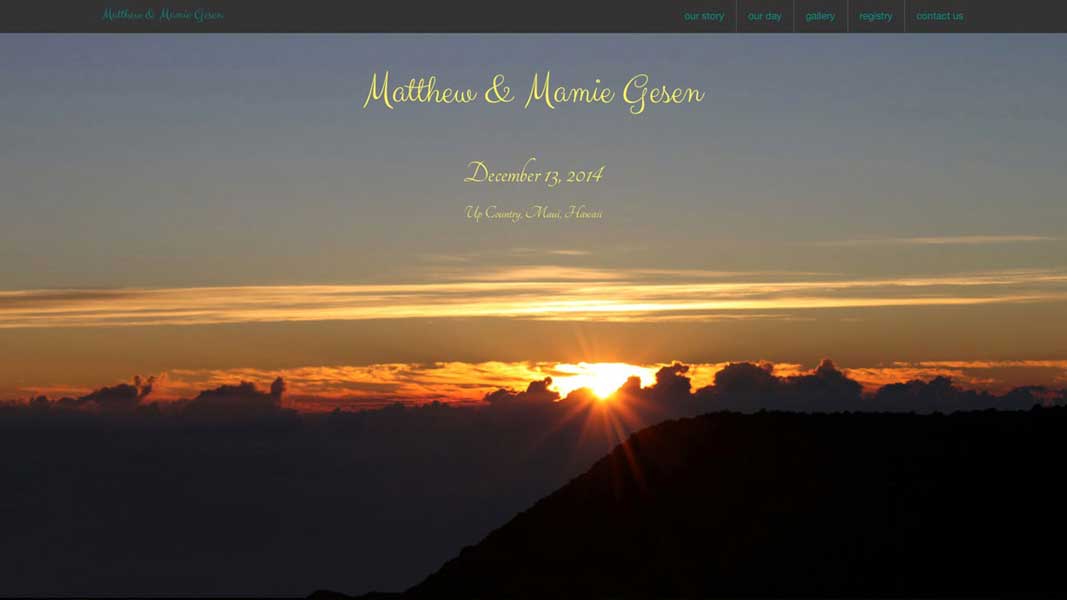 Matthew & Mamie Gesen
our story
our day
gallery
registry
contact us
Matthew & Mamie Gesen
December 13, 2014
Up Country, Maui, Hawaii